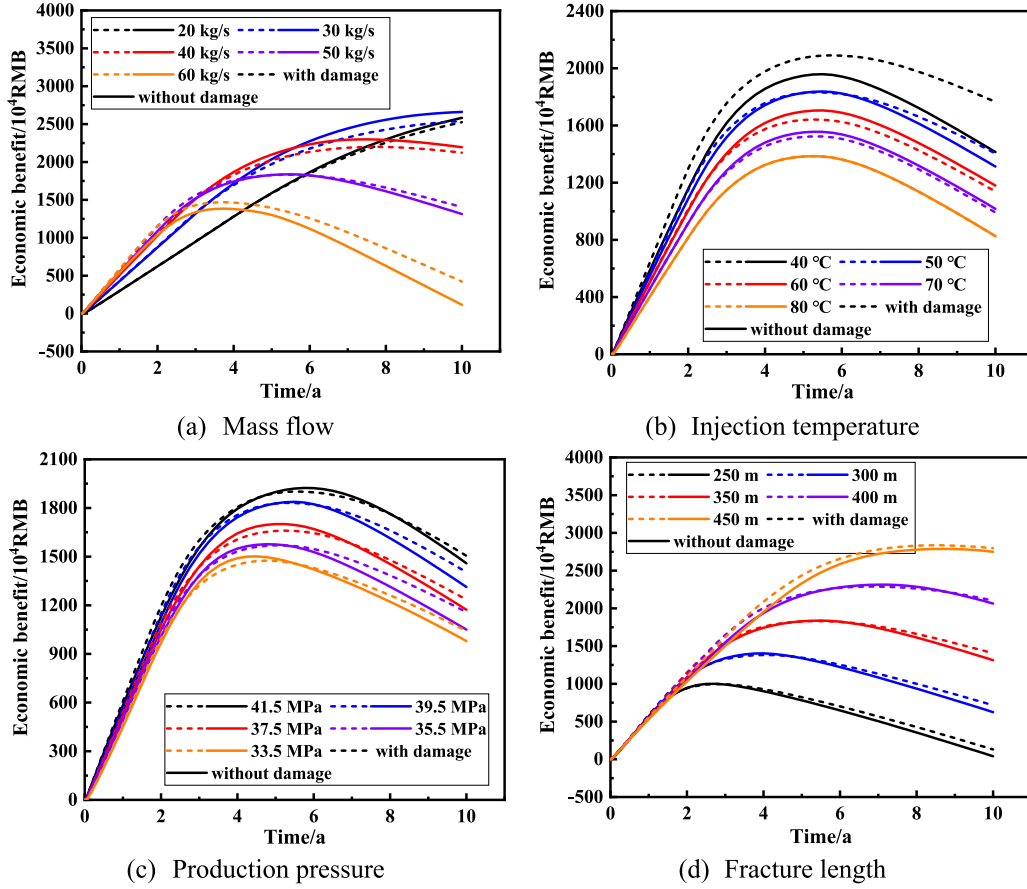 4000
3500
3000
2500
2000
1500
1000
500
0
-500
Economic benefit/10⁴RMB
20 kg/s 30 kg/s
40 kg/s 50 kg/s
60 kg/s with damage
without damage
0 2 4 6 8 10
Time/a
(a) Mass flow
2400
2000
1600
1200
800
400
0
Economic benefit/10⁴RMB
40 °C 50 °C
60 °C 70 °C
80 °C with damage
without damage
0 2 4 6 8 10
Time/a
(b) Injection temperature
2100
1800
1500
1200
900
600
300
0
Economic benefit/10⁴RMB
41.5 MPa 39.5 MPa
37.5 MPa 35.5 MPa
33.5 MPa with damage
without damage
0 2 4 6 8 10
Time/a
(c) Production pressure
4000
3500
3000
2500
2000
1500
1000
500
0
-500
Economic benefit/10⁴RMB
250 m 300 m
350 m 400 m
450 m with damage
without damage
0 2 4 6 8 10
Time/a
(d) Fracture length